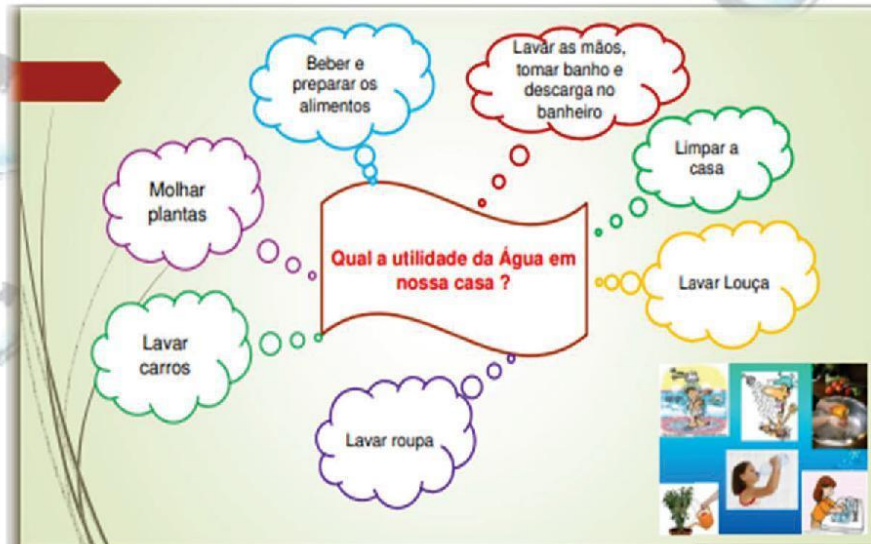 Beber e
preparar os
alimentos
Lavar as mãos,
tomar banho e
descarga no
banheiro
Limpar a
casa
Molhar
plantas
Qual a utilidade da Água em
nossa casa ?
Lavar Louça
Lavar
carros
Lavar roupa